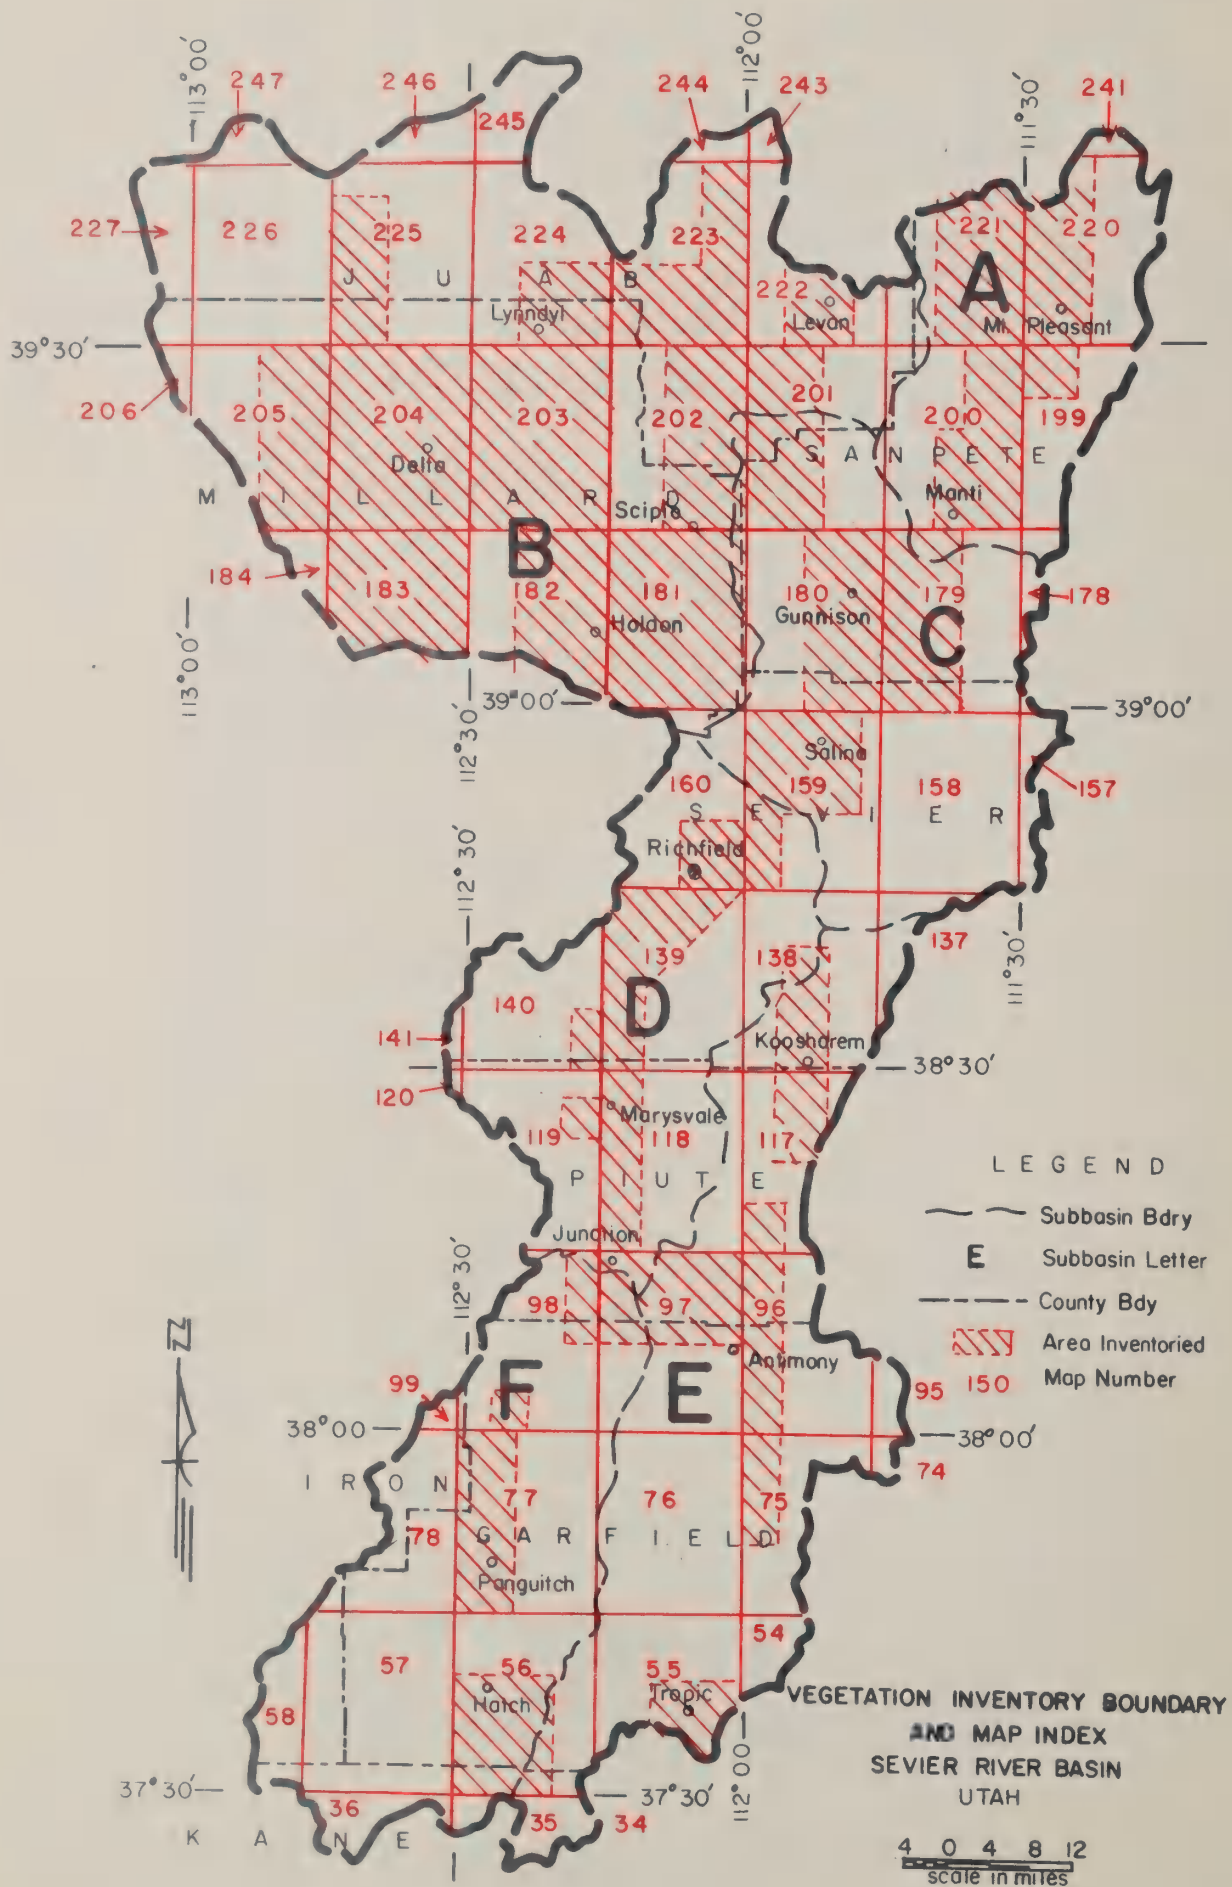 113°00'
112°00'
111°30'
247
246
245
244
243
241
227
226
225
224
223
222
221
220
J U A B
A
Lynndyl
Levan
Mt. Pleasant
39°30'
206
205
204
203
202
201
200
199
Delta
S A N P E T E
M I L L A R D
Manti
Scipio
B
184
183
182
181
180
179
178
Holden
Gunnison
C
113°00'
112°30'
39°00'
39°00'
Salina
160
159
158
157
S E V I E R
Richfield
112°30'
137
139
138
111°30'
140
D
141
Koosharem
38°30'
120
Marysvale
119
118
117
P I U T E
Junction
112°30'
98
97
96
Antimony
F
E
99
95
38°00'
38°00'
74
I R O N
77
76
75
78
G A R F I E L D
Panguitch
54
57
56
55
Hatch
Tropic
58
112°00'
37°30'
37°30'
36
35
34
K A N E
L E G E N D
Subbasin Bdry
E Subbasin Letter
County Bdy
Area Inventoried
150 Map Number
VEGETATION INVENTORY BOUNDARY
AND MAP INDEX
SEVIER RIVER BASIN
UTAH
4 0 4 8 12
scale in miles